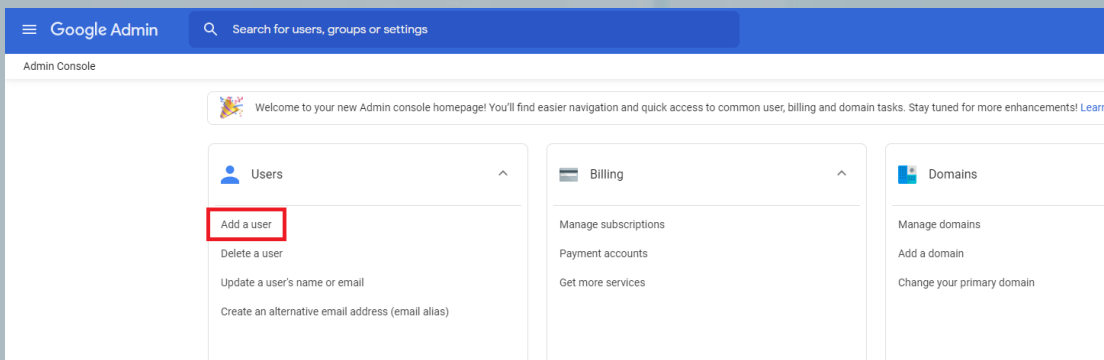 Google Admin
Search for users, groups or settings
Admin Console
Welcome to your new Admin console homepage! You'll find easier navigation and quick access to common user, billing and domain tasks. Stay tuned for more enhancements! Learn
Users
Add a user
Delete a user
Update a user's name or email
Create an alternative email address (email alias)
Billing
Manage subscriptions
Payment accounts
Get more services
Domains
Manage domains
Add a domain
Change your primary domain